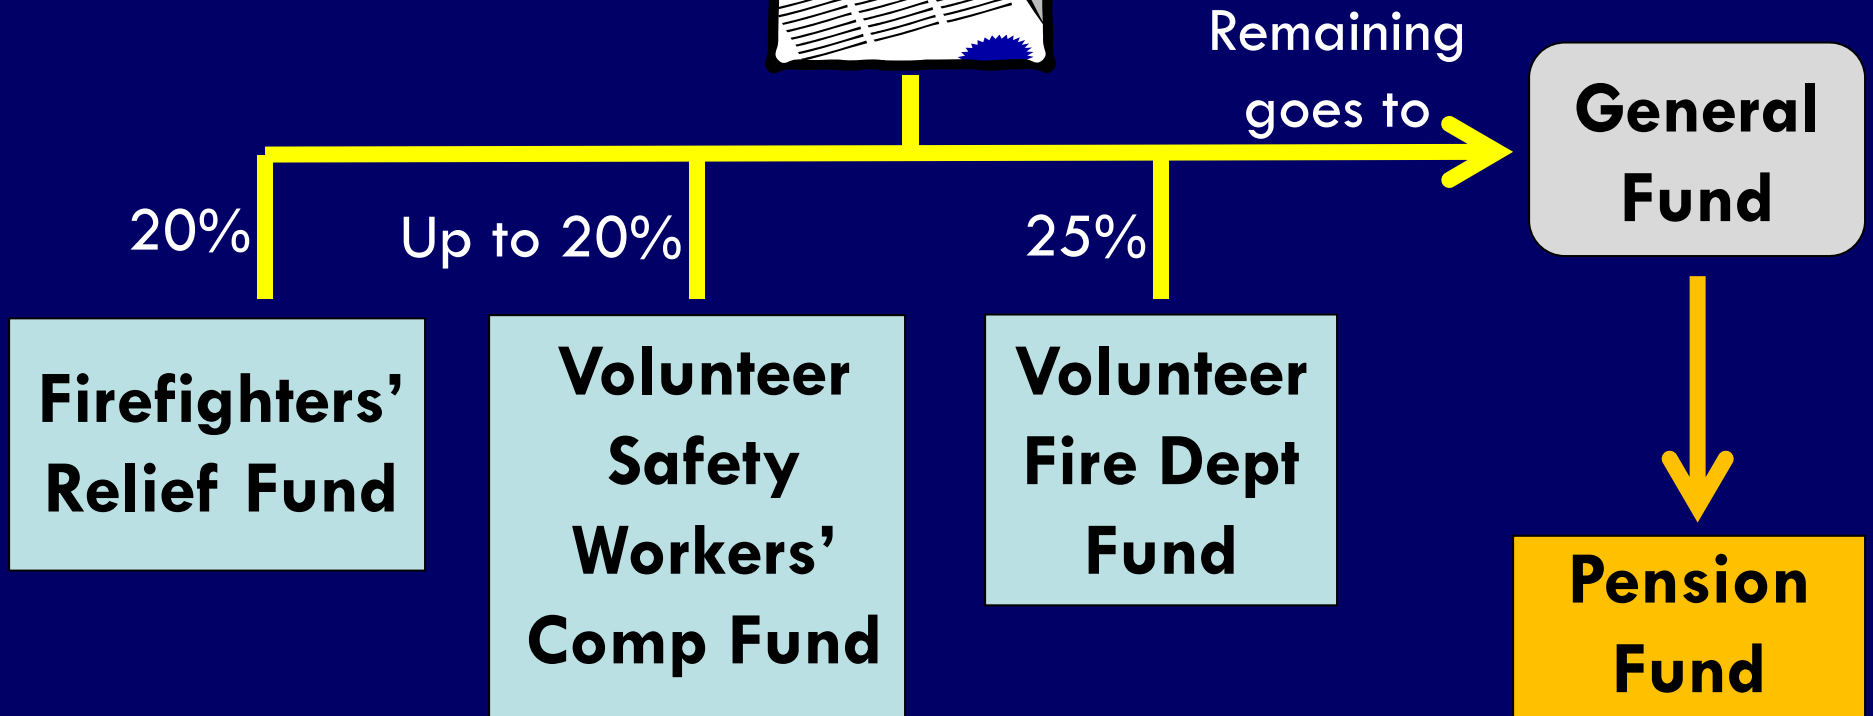 Remaining
goes to
General
Fund
20%
Up to 20%
25%
Firefighters’
Relief Fund
Volunteer
Safety
Workers’
Comp Fund
Volunteer
Fire Dept
Fund
Pension
Fund